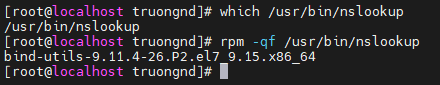 [root@localhost truongnd]# which /usr/bin/nslookup
/usr/bin/nslookup
[root@localhost truongnd]# rpm -qf /usr/bin/nslookup
bind-utils-9.11.4-26.P2.el7_9.15.x86_64
[root@localhost truongnd]#